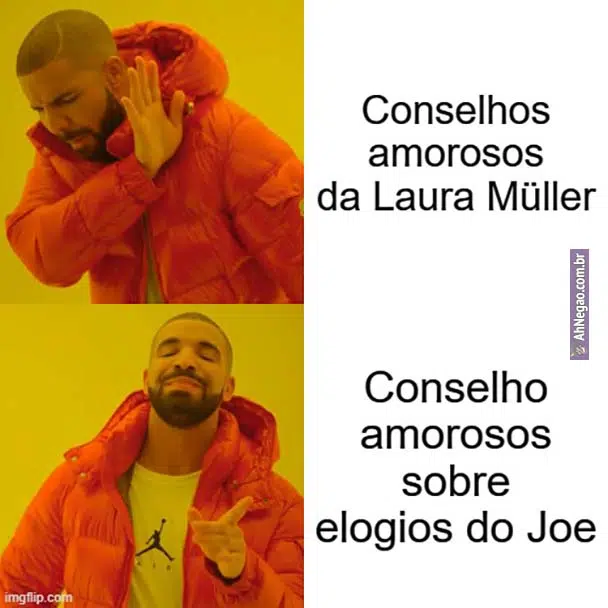 Conselhos
amorosos
da Laura Müller
AhNegao.com.br
Conselho
amorosos
sobre
elogios do Joe
imgflip.com